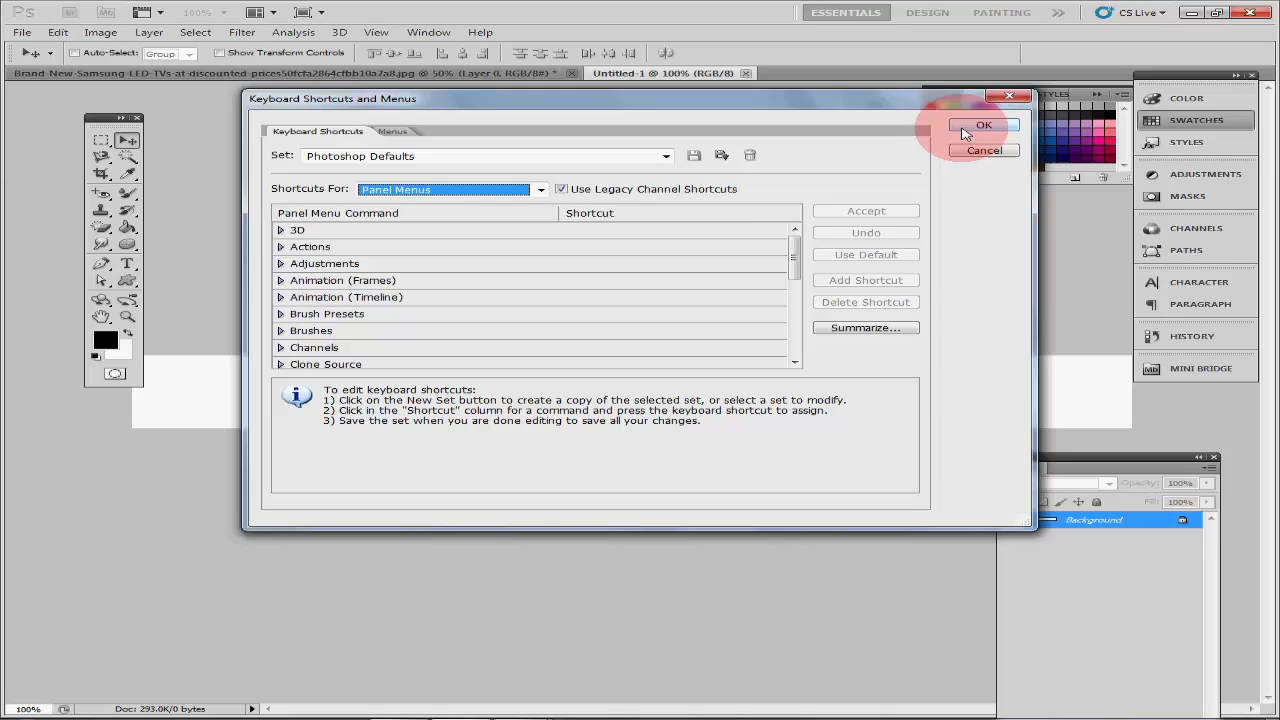 Ps Br Mb 100% ESSENTIALS DESIGN PAINTING CS Live
File Edit Image Layer Select Filter Analysis 3D View Window Help
Auto-Select: Group Show Transform Controls
Brand-New-Samsung-LED-TVs at-discounted-prices50fcfa2864cfbb10a7a8.jpg @ 50% (Layer 0, RGB/8#) *
Untitled-1 @ 100% (RGB/8)
Keyboard Shortcuts and Menus
Keyboard Shortcuts Menus
OK
Cancel
Set: Photoshop Defaults
Shortcuts For: Panel Menus Use Legacy Channel Shortcuts
Panel Menu Command Shortcut
3D
Actions
Adjustments
Animation (Frames)
Animation (Timeline)
Brush Presets
Brushes
Channels
Clone Source
Accept
Undo
Use Default
Add Shortcut
Delete Shortcut
Summarize...
To edit keyboard shortcuts:
1) Click on the New Set button to create a copy of the selected set, or select a set to modify.
2) Click in the "Shortcut" column for a command and press the keyboard shortcut to assign.
3) Save the set when you are done editing to save all your changes.
STYLES
COLOR
SWATCHES
STYLES
ADJUSTMENTS
MASKS
CHANNELS
PATHS
CHARACTER
PARAGRAPH
HISTORY
MINI BRIDGE
Opacity: 100%
Fill: 100%
Background
100% Doc: 293.0K/0 bytes